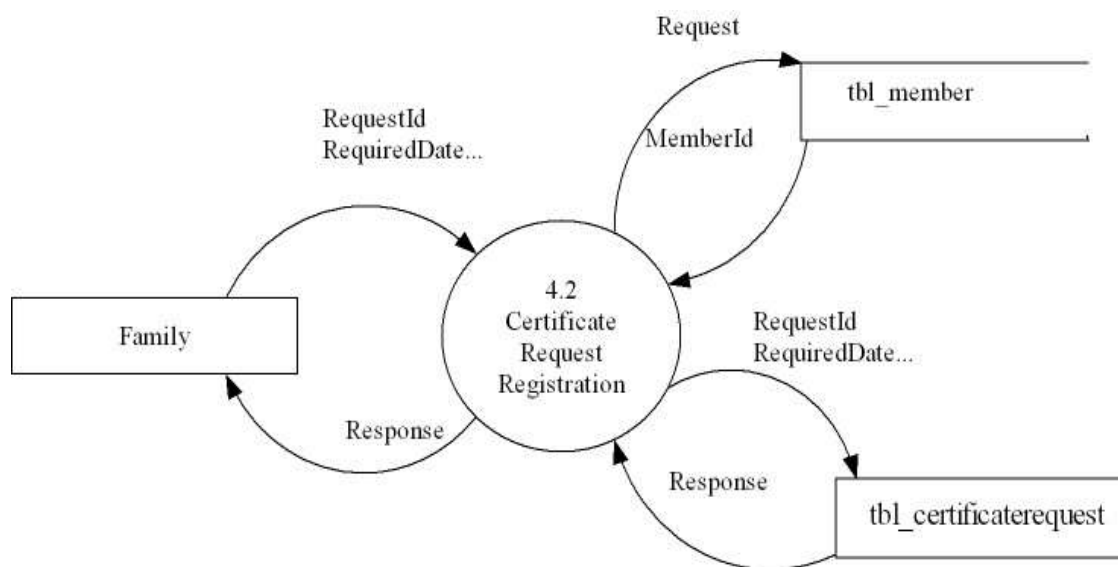 Request
tbl_member
RequestId
RequiredDate...
MemberId
4.2
Certificate
Request
Registration
Family
RequestId
RequiredDate...
Response
Response
tbl_certificaterequest